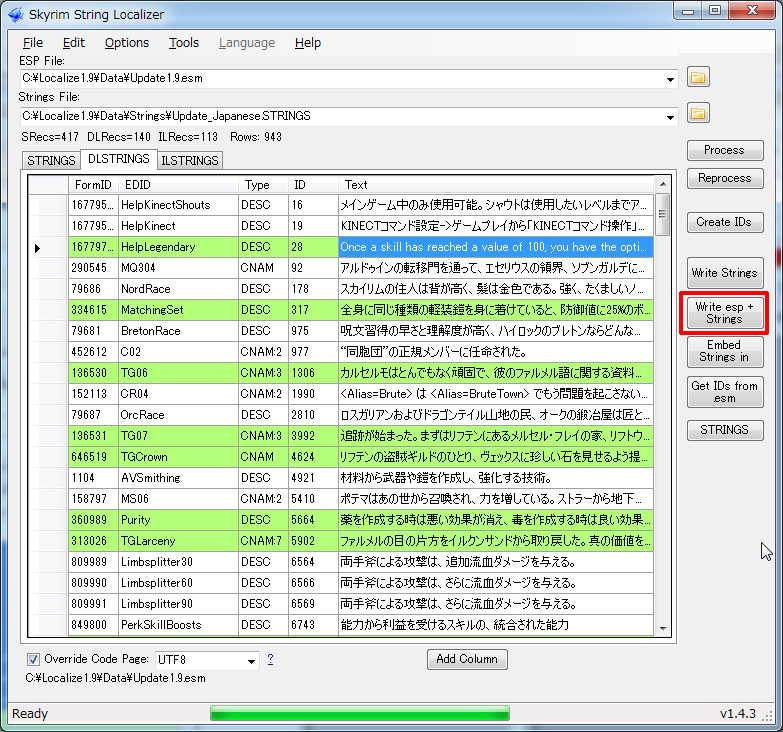 Skyrim String Localizer
File Edit Options Tools Language Help
ESP File:
C:¥Localize1.9¥Data¥Update1.9.esm
Strings File:
C:¥Localize1.9¥Data¥Strings¥Update_Japanese.STRINGS
SRecs=417 DLRecs=140 ILRecs=113 Rows: 943
STRINGS DLSTRINGS ILSTRINGS
FormID EDID Type ID Text
167795... HelpKinectShouts DESC 16 メインゲーム中のみ使用可能。シャウトは使用したいレベルまでア...
167795... HelpKinect DESC 19 KINECTコマンド設定->ゲームプレイから「KINECTコマンド操作」...
167797... HelpLegendary DESC 28 Once a skill has reached a value of 100, you have the opti...
290545 MQ304 CNAM 92 アルドゥインの転移門を通って、エセリウスの領界、ソブンガルデに...
79686 NordRace DESC 178 スカイリムの住人は背が高く、髪は金色である。強く、たくましいノ...
334615 MatchingSet DESC 317 全身に同じ種類の軽装鎧を身に着けていると、防御値に25%のボ...
79681 BretonRace DESC 975 呪文習得の早さと理解度が高く、ハイロックのブレトンならどんな...
452612 C02 CNAM:2 977 “同胞団”の正規メンバーに任命された。
136530 TG06 CNAM:3 1306 カルセルモはとんでもなく頑固で、彼のファルメル語に関する資料...
152113 CR04 CNAM:2 1990 <Alias=Brute> は <Alias=BruteTown> でもう問題を起こさない...
79687 OrcRace DESC 2810 ロスガリアンおよびドラゴンテイル山地の民、オークの鍛冶屋は匠と...
136531 TG07 CNAM:3 3992 追跡が始まった。まずはリフテンにあるメルセル・フレイの家、リフトウ...
646519 TGCrown CNAM 4624 リフテンの盗賊ギルドのひとり、ヴェックスに珍しい石を見せるよう提...
1104 AVSmithing DESC 4921 材料から武器や鎧を作成し、強化する技術。
158797 MS06 CNAM:2 5410 ポテマはあの世から召喚され、力を増している。ストラーから地下...
360989 Purity DESC 5664 薬を作成する時は悪い効果が消え、毒を作成する時は良い効果...
313026 TGLarceny CNAM:7 5902 ファルメルの目の片方をイルクンサンドから取り戻した。真の価値を...
809989 Limbsplitter30 DESC 6564 両手斧による攻撃は、追加流血ダメージを与える。
809990 Limbsplitter60 DESC 6566 両手斧による攻撃は、さらに流血ダメージを与える。
809991 Limbsplitter90 DESC 6569 両手斧による攻撃は、さらに流血ダメージを与える。
849800 PerkSkillBoosts DESC 6743 能力から利益を受けるスキルの、統合された能力
Process
Reprocess
Create IDs
Write Strings
Write esp +
Strings
Embed
Strings in
Get IDs from
.esm
STRINGS
Override Code Page: UTF8 ? Add Column
C:¥Localize1.9¥Data¥Update1.9.esm
Ready v1.4.3